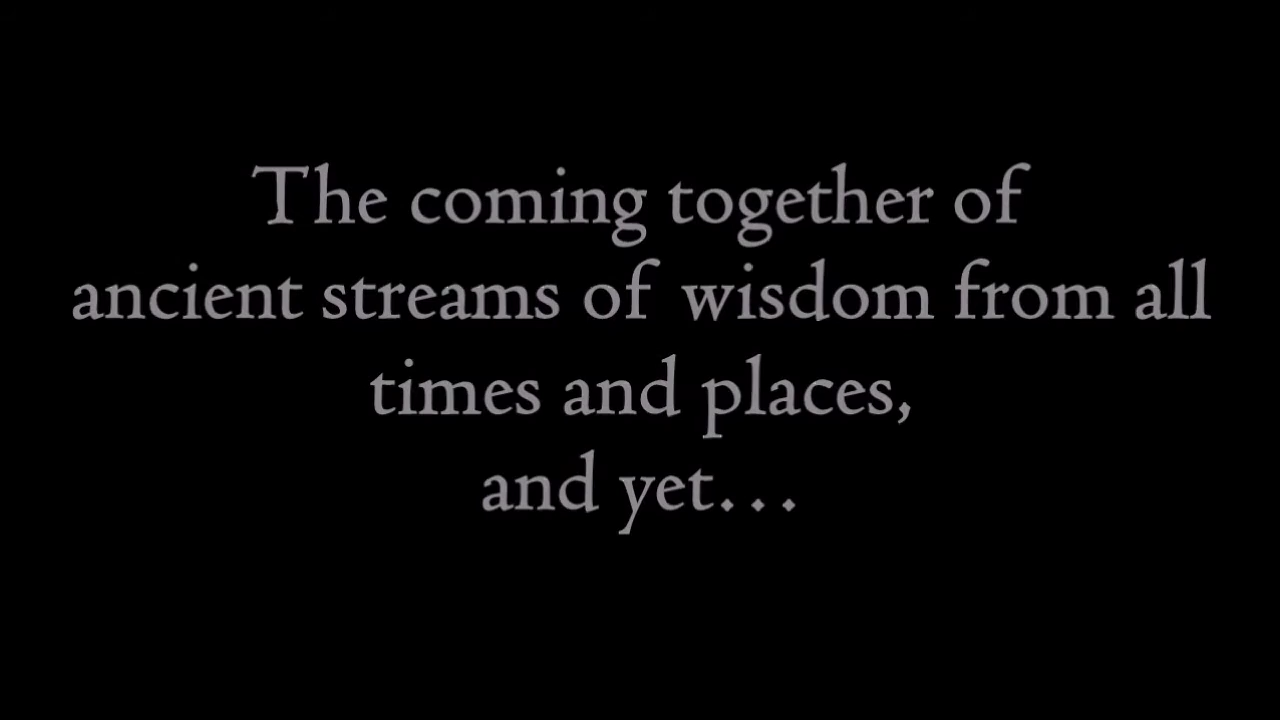 The coming together of
ancient streams of wisdom from all
times and places,
and yet…